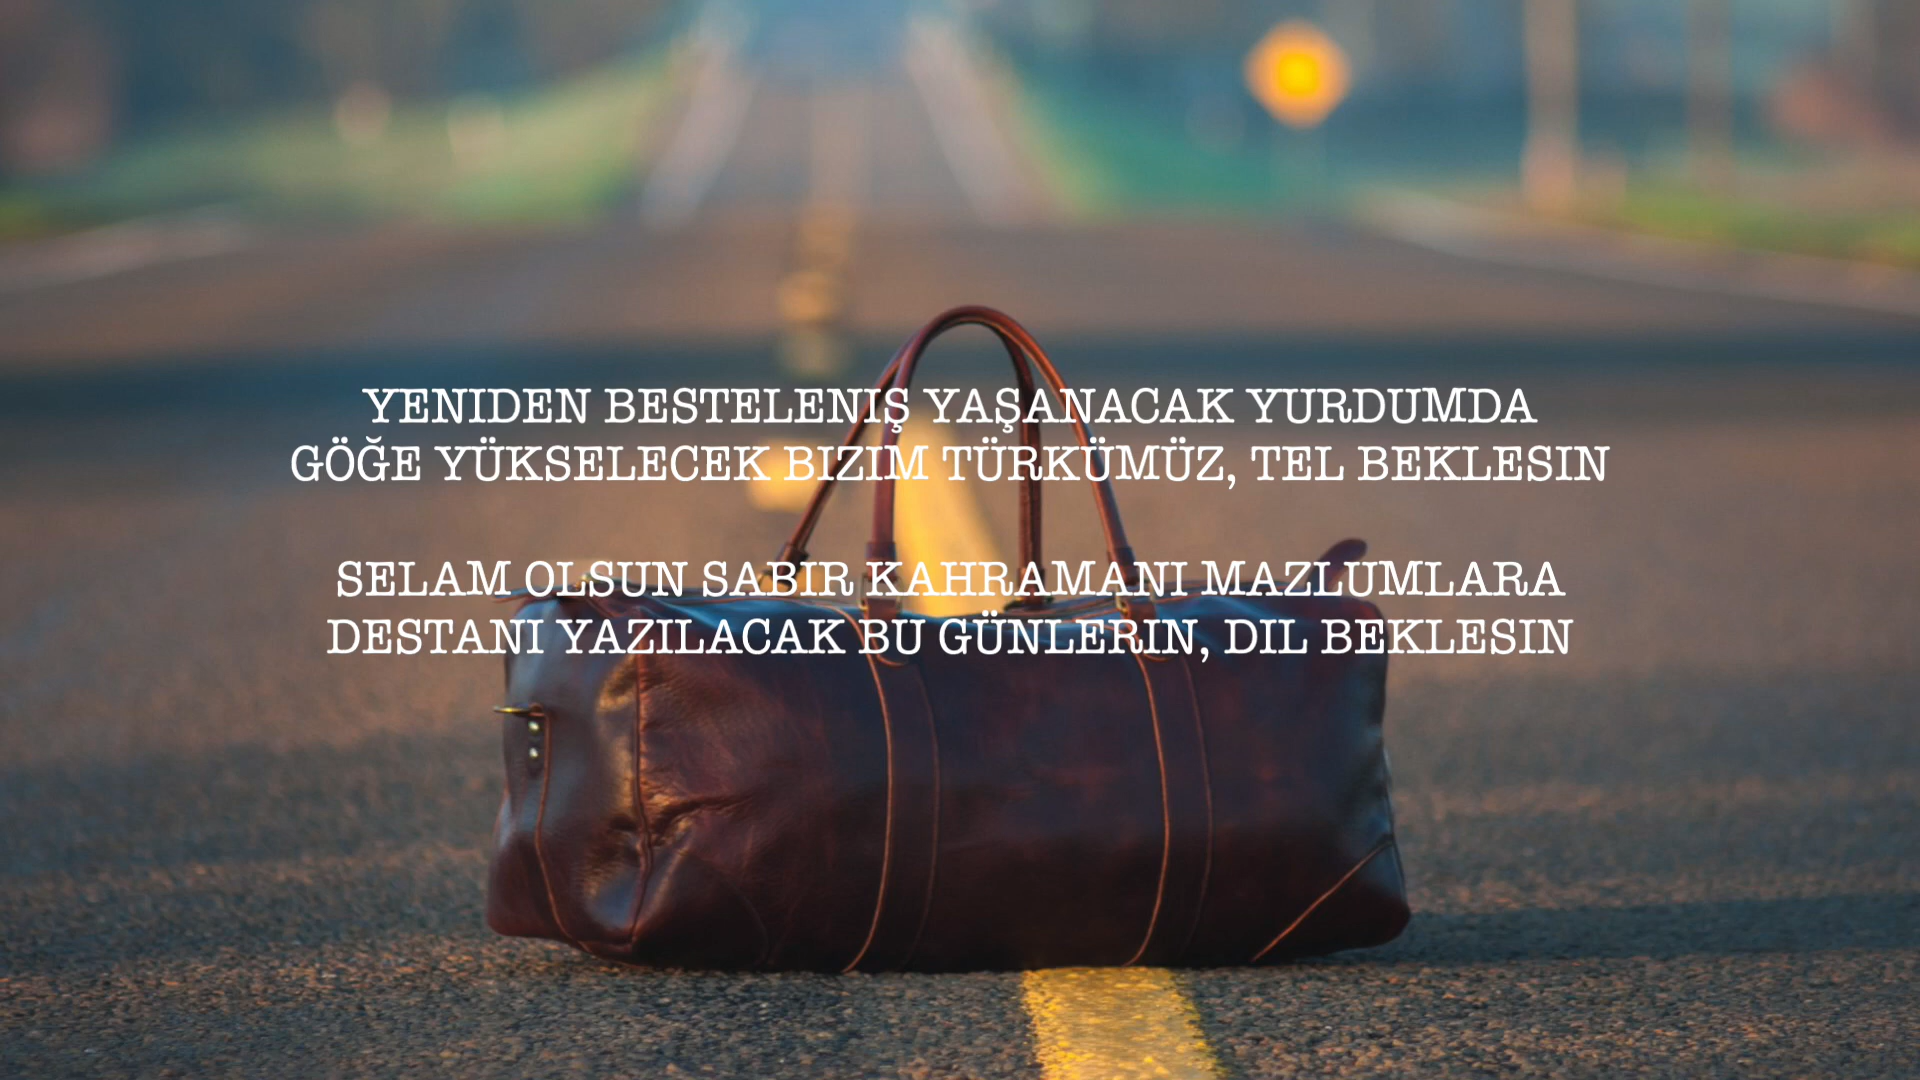 YENIDEN BESTELENIŞ YAŞANACAK YURDUMDA
GÖĞE YÜKSELECEK BIZIM TÜRKÜMÜZ, TEL BEKLESIN
SELAM OLSUN SABIR KAHRAMANI MAZLUMLARA
DESTANI YAZILACAK BU GÜNLERIN, DIL BEKLESIN